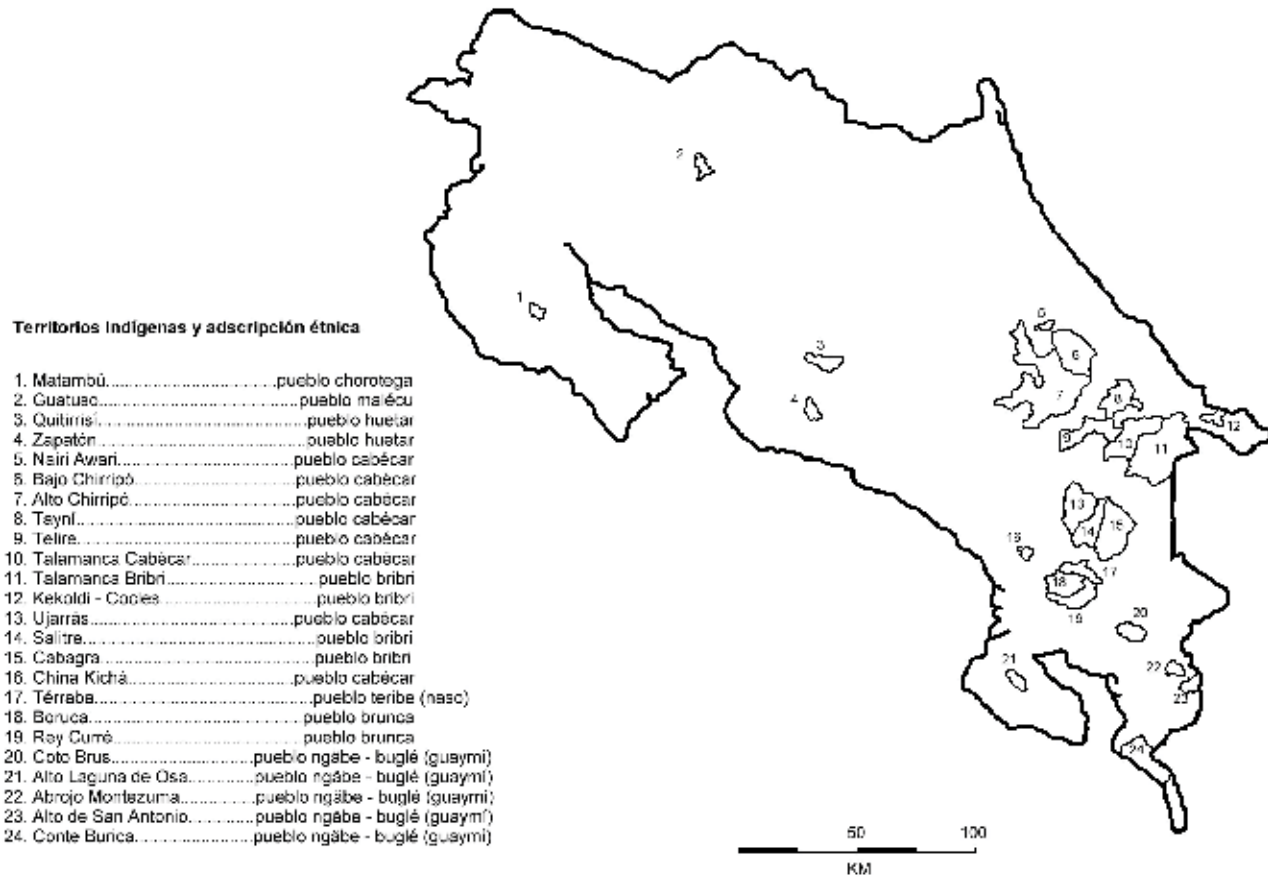 Territorios Indígenas y adscripción étnica
1. Matambú..............................pueblo chorotega
2. Guatuso...................................pueblo malécu
3. Quitirrisí....................................pueblo huetar
4. Zapatón....................................pueblo huetar
5. Nairi Awari..............................pueblo cabécar
6. Bajo Chirripó...........................pueblo cabécar
7. Alto Chirripó............................pueblo cabécar
8. Tayní......................................pueblo cabécar
9. Telire......................................pueblo cabécar
10. Talamanca Cabécar..................pueblo cabécar
11. Talamanca Bribri.........................pueblo bribri
12. Kekoldi - Cocles..........................pueblo bribri
13. Ujarrás...................................pueblo cabécar
14. Salitre........................................pueblo bribri
15. Cabagra.....................................pueblo bribri
16. China Kichá.............................pueblo cabécar
17. Térraba.....................................pueblo teribe (naso)
18. Boruca.....................................pueblo brunca
19. Rey Curré.................................pueblo brunca
20. Coto Brus.........................pueblo ngäbe - buglé (guaymí)
21. Alto Laguna de Osa............pueblo ngäbe - buglé (guaymí)
22. Abrojo Montezuma.............pueblo ngäbe - buglé (guaymí)
23. Alto de San Antonio............pueblo ngäbe - buglé (guaymí)
24. Conte Burica.....................pueblo ngäbe - buglé (guaymí)
2
1
3
4
5
6
7
8
9
10
11
12
13
14
15
16
17
18
19
20
21
22
23
24
50 100
KM